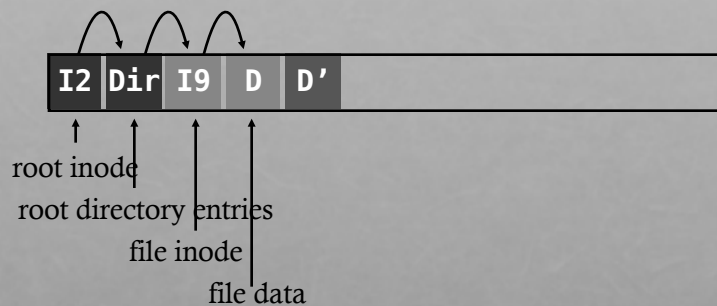 I2 Dir I9 D D’
root inode
root directory entries
file inode
file data